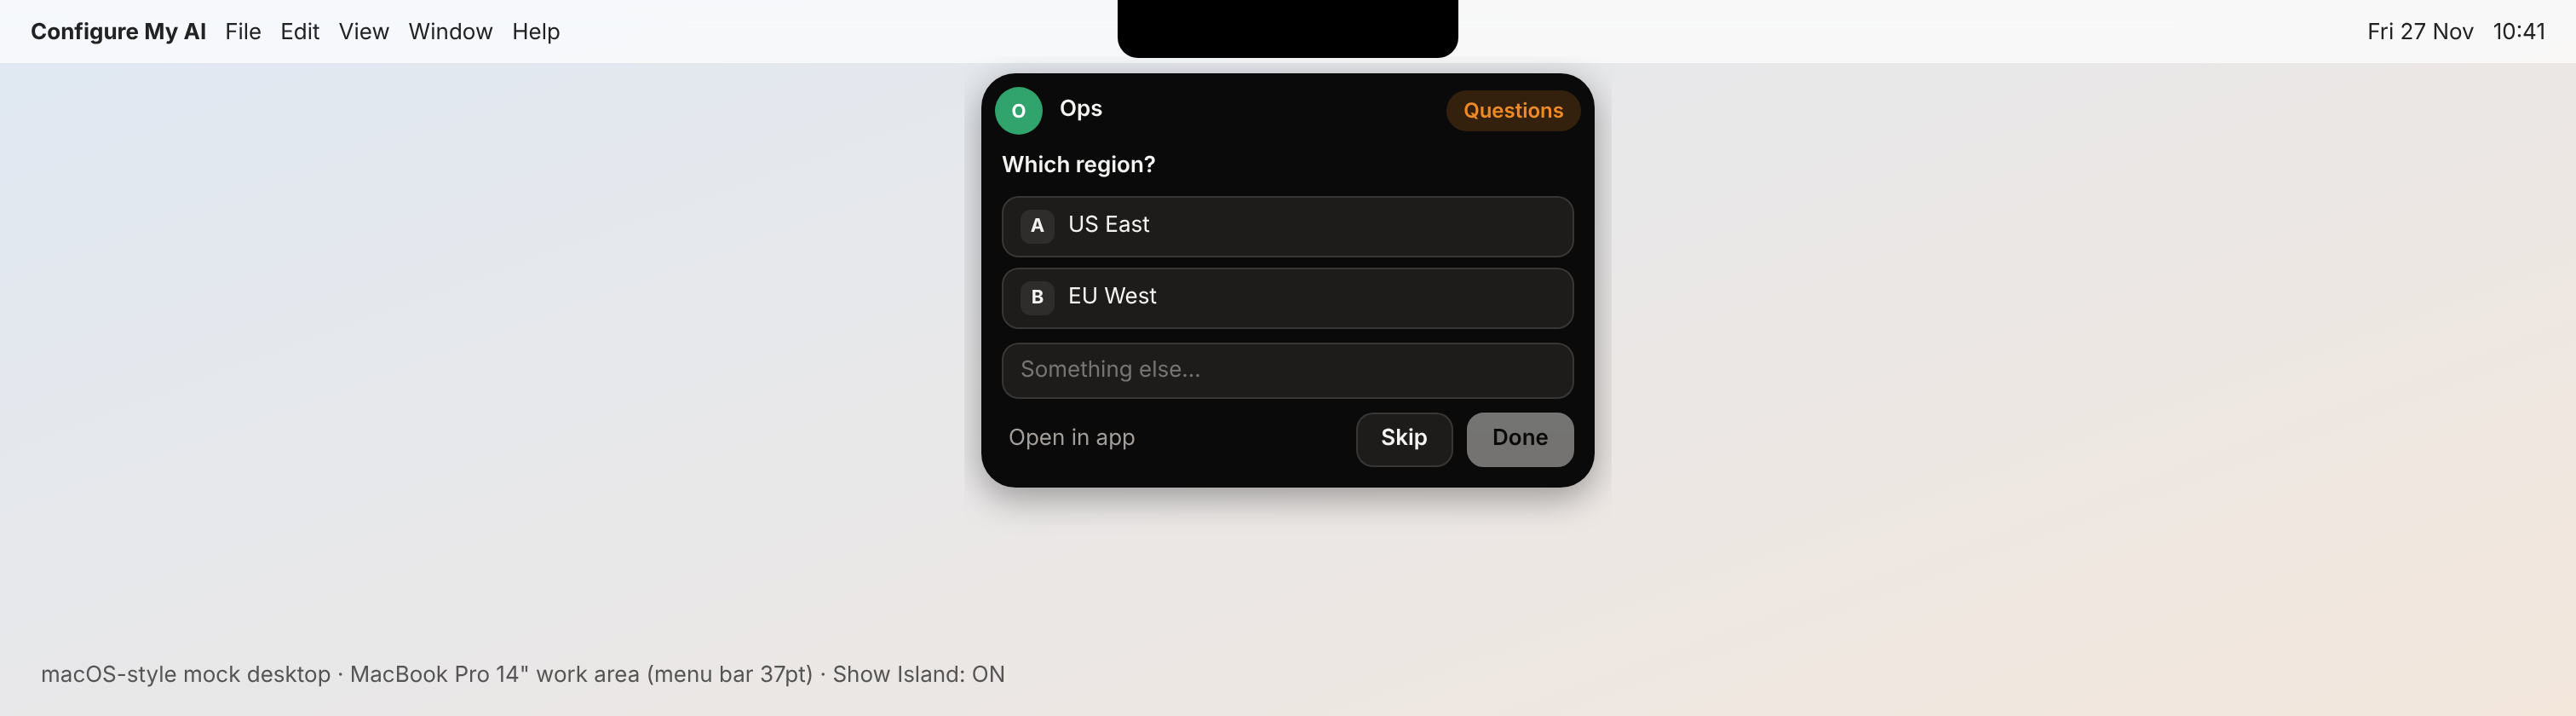 Configure My AI File Edit View Window Help Fri 27 Nov 10:41
O Ops Questions
Which region?
A US East
B EU West
Something else...
Open in app Skip Done
macOS-style mock desktop · MacBook Pro 14" work area (menu bar 37pt) · Show Island: ON